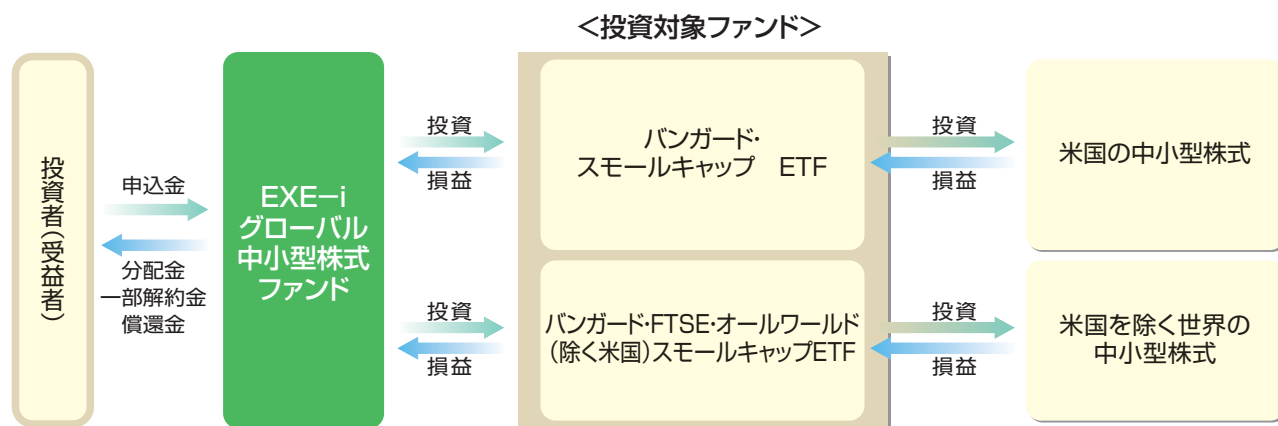 <投資対象ファンド>
投資者(受益者)
申込金
分配金
一部解約金
償還金
EXE-i
グローバル
中小型株式
ファンド
投資
損益
バンガード・
スモールキャップ ETF
投資
損益
米国の中小型株式
投資
損益
バンガード・FTSE・オールワールド
(除く米国)スモールキャップETF
投資
損益
米国を除く世界の
中小型株式